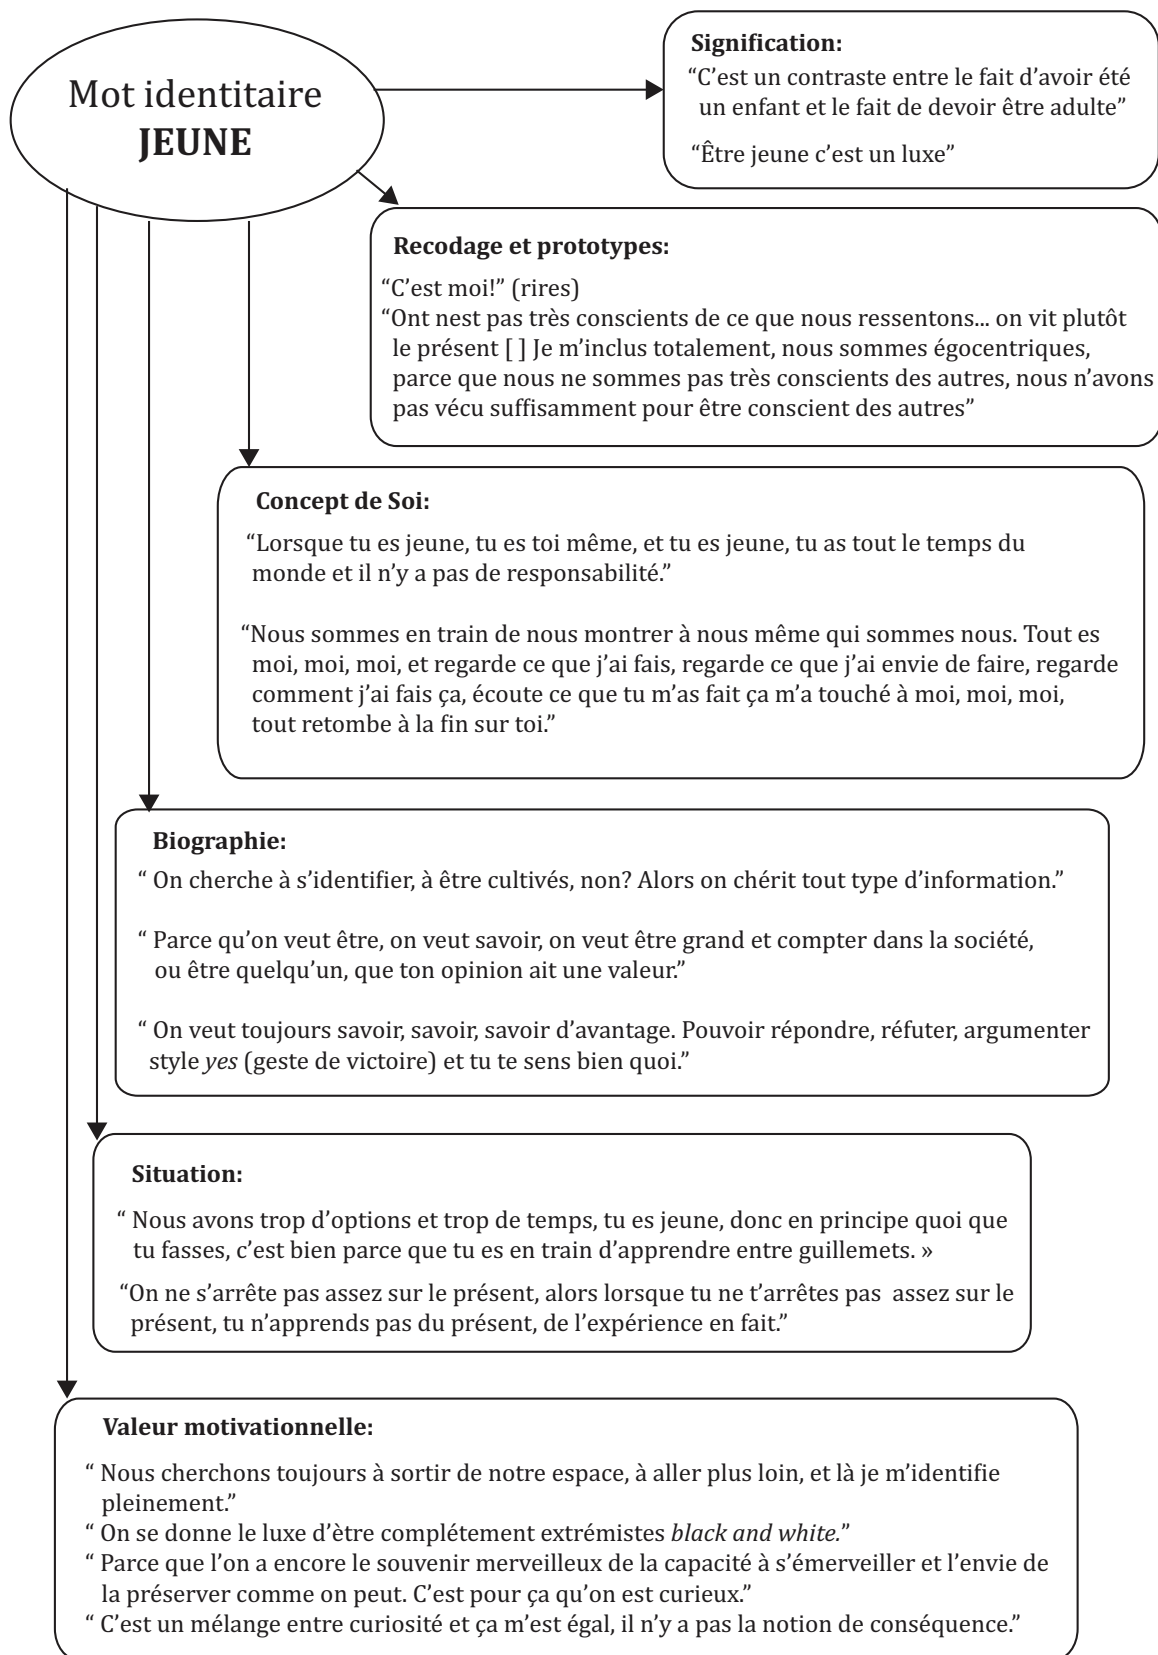 Mot identitaire
JEUNE
Signification:
“C’est un contraste entre le fait d’avoir été
un enfant et le fait de devoir être adulte”
“Être jeune c’est un luxe”
Recodage et prototypes:
“C’est moi!” (rires)
“Ont nest pas très conscients de ce que nous ressentons... on vit plutôt
le présent [ ] Je m’inclus totalement, nous sommes égocentriques,
parce que nous ne sommes pas très conscients des autres, nous n’avons
pas vécu suffisamment pour être conscient des autres”
Concept de Soi:
“Lorsque tu es jeune, tu es toi même, et tu es jeune, tu as tout le temps du
monde et il n’y a pas de responsabilité.”
“Nous sommes en train de nous montrer à nous même qui sommes nous. Tout es
moi, moi, moi, et regarde ce que j’ai fais, regarde ce que j’ai envie de faire, regarde
comment j’ai fais ça, écoute ce que tu m’as fait ça m’a touché à moi, moi, moi,
tout retombe à la fin sur toi.”
Biographie:
“ On cherche à s’identifier, à être cultivés, non? Alors on chérit tout type d’information.”
“ Parce qu’on veut être, on veut savoir, on veut être grand et compter dans la société,
ou être quelqu’un, que ton opinion ait une valeur.”
“ On veut toujours savoir, savoir, savoir d’avantage. Pouvoir répondre, réfuter, argumenter
style yes (geste de victoire) et tu te sens bien quoi.”
Situation:
“ Nous avons trop d’options et trop de temps, tu es jeune, donc en principe quoi que
tu fasses, c’est bien parce que tu es en train d’apprendre entre guillemets. »
“On ne s’arrête pas assez sur le présent, alors lorsque tu ne t’arrêtes pas assez sur le
présent, tu n’apprends pas du présent, de l’expérience en fait.”
Valeur motivationnelle:
“ Nous cherchons toujours à sortir de notre espace, à aller plus loin, et là je m’identifie
pleinement.”
“ On se donne le luxe d’ètre complétement extrémistes black and white.”
“ Parce que l’on a encore le souvenir merveilleux de la capacité à s’émerveiller et l’envie de
la préserver comme on peut. C’est pour ça qu’on est curieux.”
“ C’est un mélange entre curiosité et ça m’est égal, il n’y a pas la notion de conséquence.”